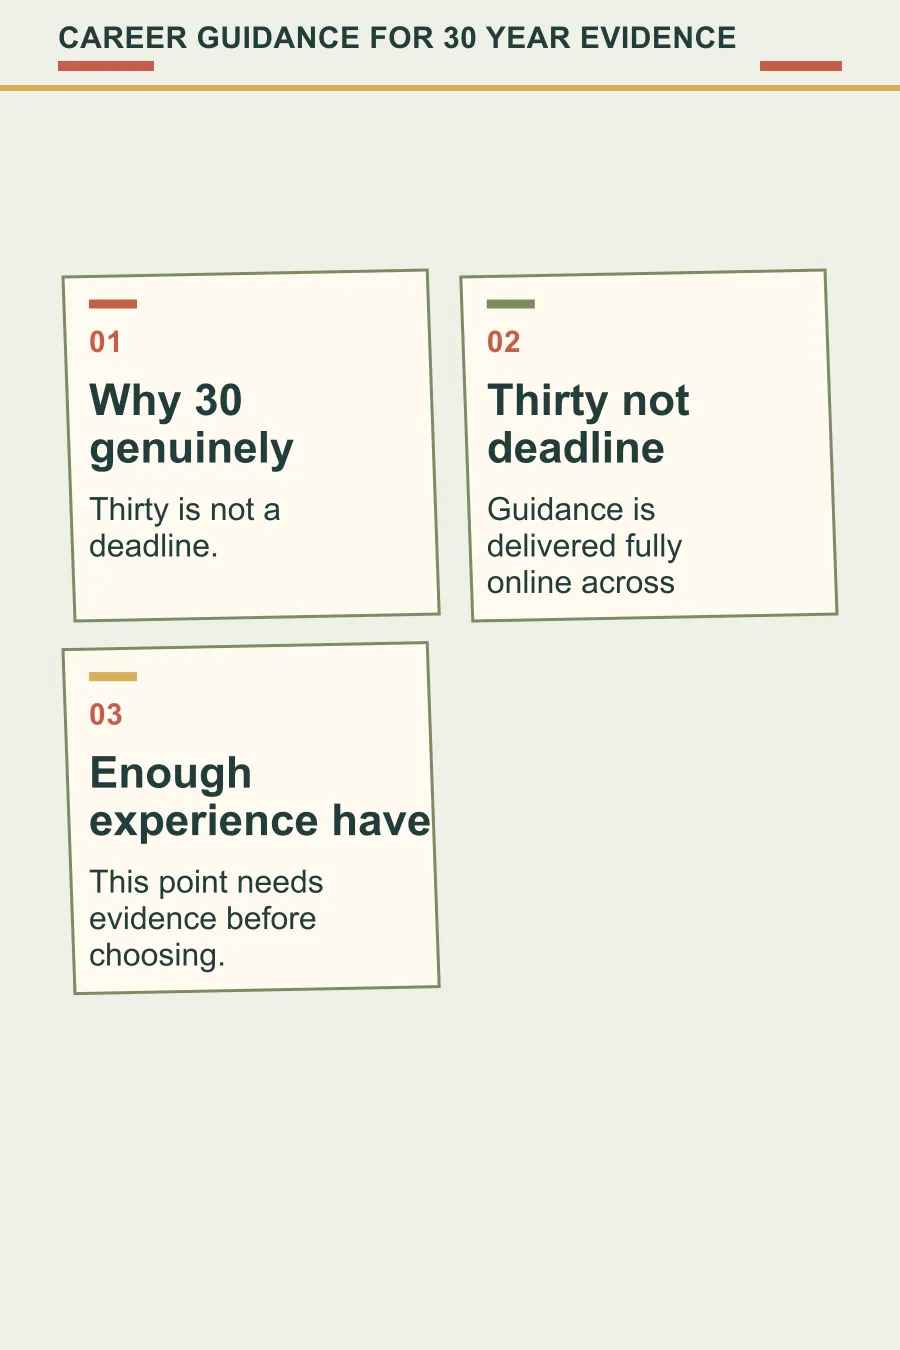 CAREER GUIDANCE FOR 30 YEAR EVIDENCE
01
Why 30
genuinely
Thirty is not a
deadline.
02
Thirty not
deadline
Guidance is
delivered fully
online across
03
Enough
experience have
This point needs
evidence before
choosing.